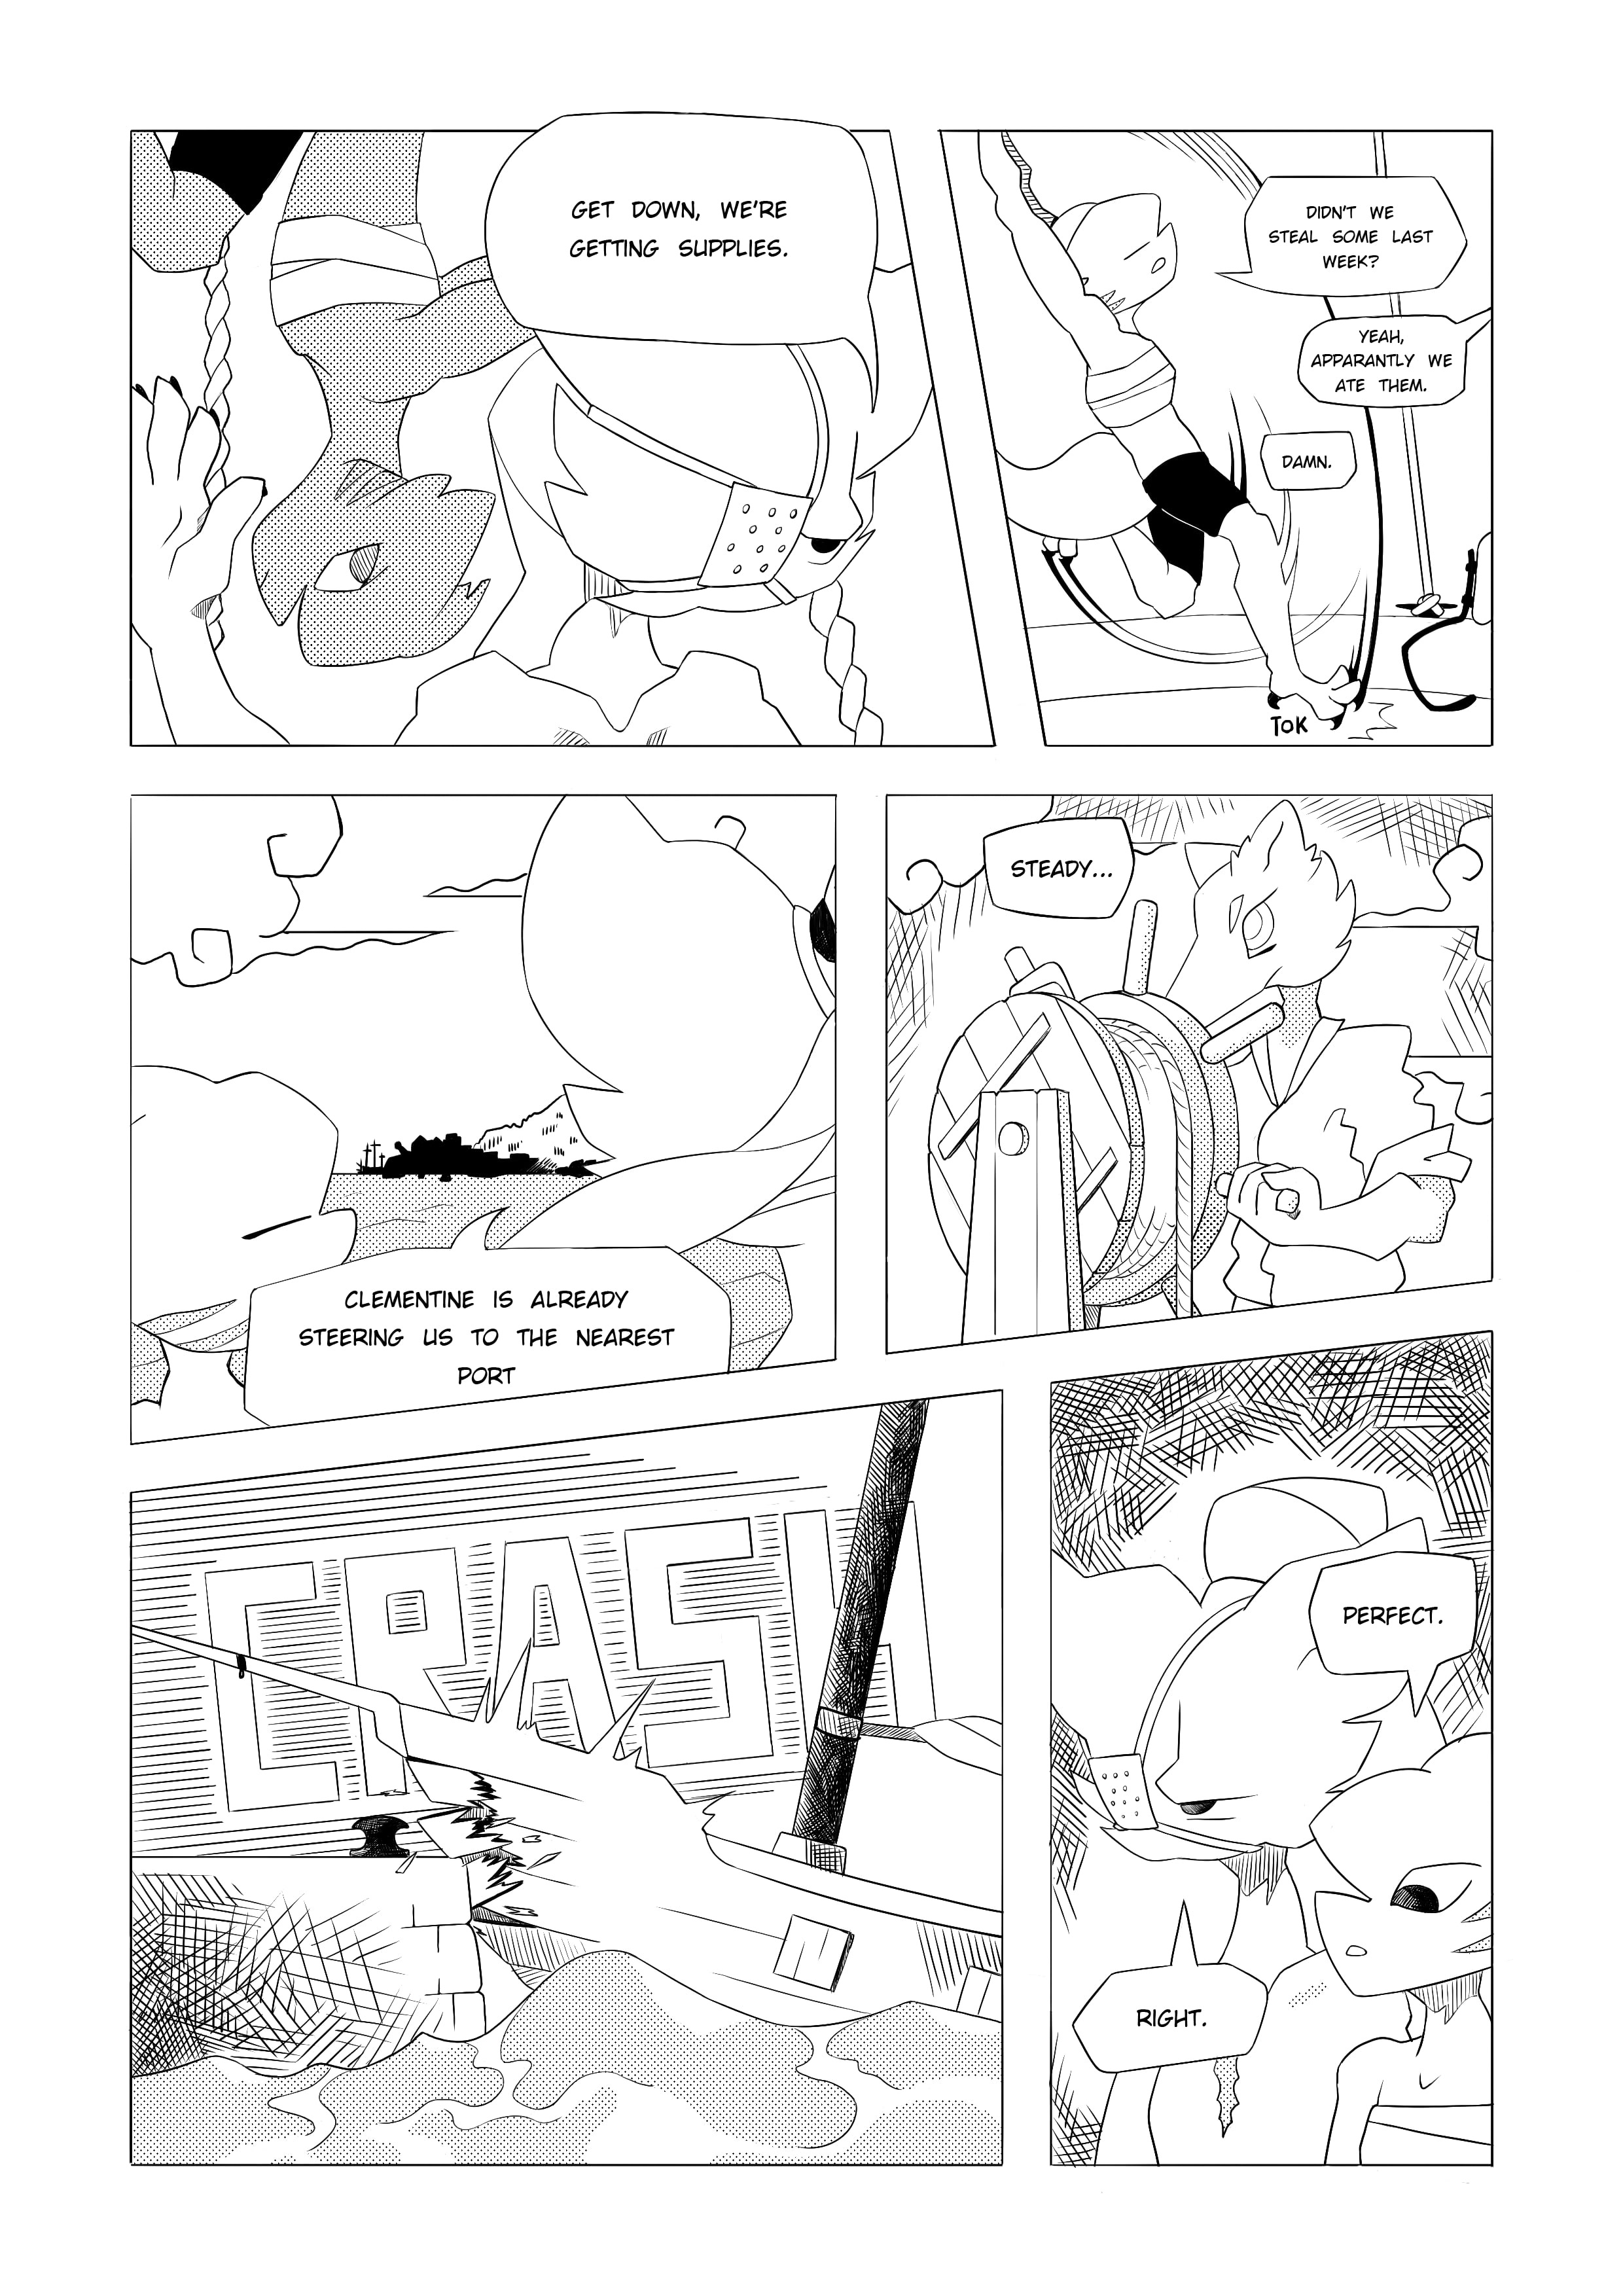 GET DOWN, WE'RE
GETTING SUPPLIES.
DIDN'T WE
STEAL SOME LAST
WEEK?
YEAH,
APPARANTLY WE
ATE THEM.
DAMN.
TOK
CLEMENTINE IS ALREADY
STEERING US TO THE NEAREST
PORT
STEADY...
CRASH
PERFECT.
RIGHT.